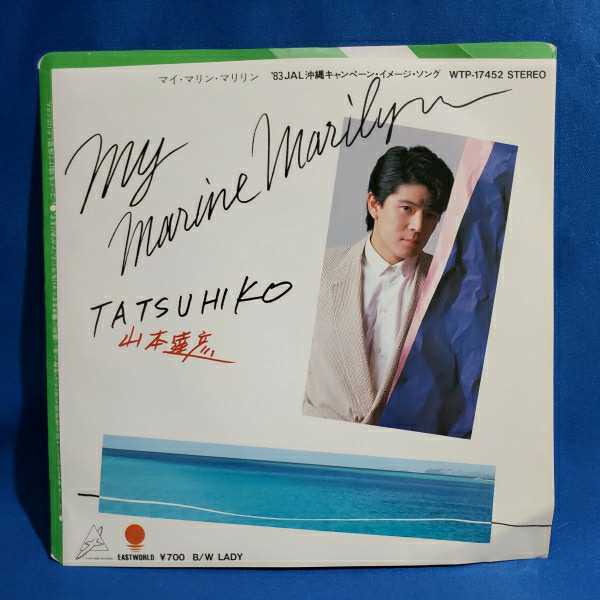 マイ・マリン・マリリン '83 JAL沖縄キャンペーン・イメージ・ソング WTP-17452 STEREO
my
marine Marilyn
TATSUHIKO
山本達彦
EASTWORLD ¥700 B/W LADY